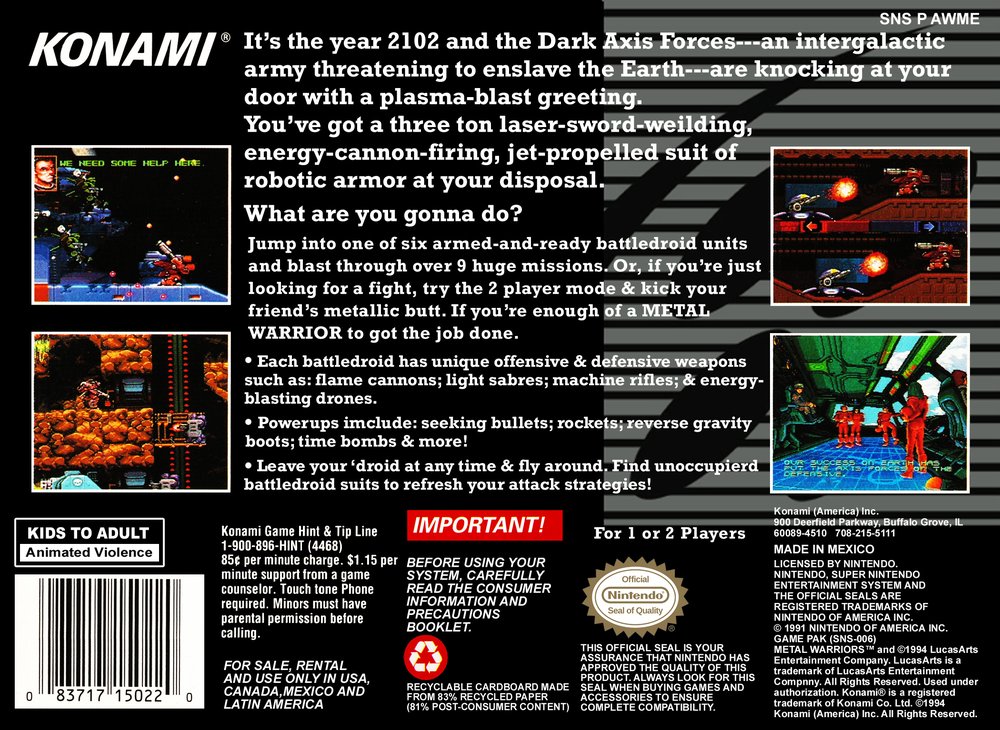 SNS P AWME
KONAMI®
It's the year 2102 and the Dark Axis Forces---an intergalactic
army threatening to enslave the Earth---are knocking at your
door with a plasma-blast greeting.
You've got a three ton laser-sword-weilding,
energy-cannon-firing, jet-propelled suit of
robotic armor at your disposal.
What are you gonna do?
Jump into one of six armed-and-ready battledroid units
and blast through over 9 huge missions. Or, if you're just
looking for a fight, try the 2 player mode & kick your
friend's metallic butt. If you're enough of a METAL
WARRIOR to got the job done.
• Each battledroid has unique offensive & defensive weapons
such as: flame cannons; light sabres; machine rifles; & energy-
blasting drones.
• Powerups imclude: seeking bullets; rockets; reverse gravity
boots; time bombs & more!
• Leave your 'droid at any time & fly around. Find unoccupierd
battledroid suits to refresh your attack strategies!
WE NEED SOME HELP HERE.
OUR SUCCESS ON EARTH HAS
PUT THE AXIS FORCES ON THE
DEFENSIVE.
KIDS TO ADULT
Animated Violence
0 83717 15022 0
Konami Game Hint & Tip Line
1-900-896-HINT (4468)
85¢ per minute charge. $1.15 per
minute support from a game
counselor. Touch tone Phone
required. Minors must have
parental permission before
calling.
FOR SALE, RENTAL
AND USE ONLY IN USA,
CANADA,MEXICO AND
LATIN AMERICA
IMPORTANT!
BEFORE USING YOUR
SYSTEM, CAREFULLY
READ THE CONSUMER
INFORMATION AND
PRECAUTIONS
BOOKLET.
RECYCLABLE CARDBOARD MADE
FROM 83% RECYCLED PAPER
(81% POST-CONSUMER CONTENT)
For 1 or 2 Players
Official
Nintendo
Seal of Quality
®
THIS OFFICIAL SEAL IS YOUR
ASSURANCE THAT NINTENDO HAS
APPROVED THE QUALITY OF THIS
PRODUCT. ALWAYS LOOK FOR THIS
SEAL WHEN BUYING GAMES AND
ACCESSORIES TO ENSURE
COMPLETE COMPATIBILITY.
Konami (America) Inc.
900 Deerfield Parkway, Buffalo Grove, IL
60089-4510 708-215-5111
MADE IN MEXICO
LICENSED BY NINTENDO.
NINTENDO, SUPER NINTENDO
ENTERTAINMENT SYSTEM AND
THE OFFICIAL SEALS ARE
REGISTERED TRADEMARKS OF
NINTENDO OF AMERICA INC.
© 1991 NINTENDO OF AMERICA INC.
GAME PAK (SNS-006)
METAL WARRIORS™ and ©1994 LucasArts
Entertainment Company. LucasArts is a
trademark of LucasArts Entertainment
Compnny. All Rights Reserved. Used under
authorization. Konami® is a registered
trademark of Konami Co. Ltd. ©1994
Konami (America) Inc. All Rights Reserved.